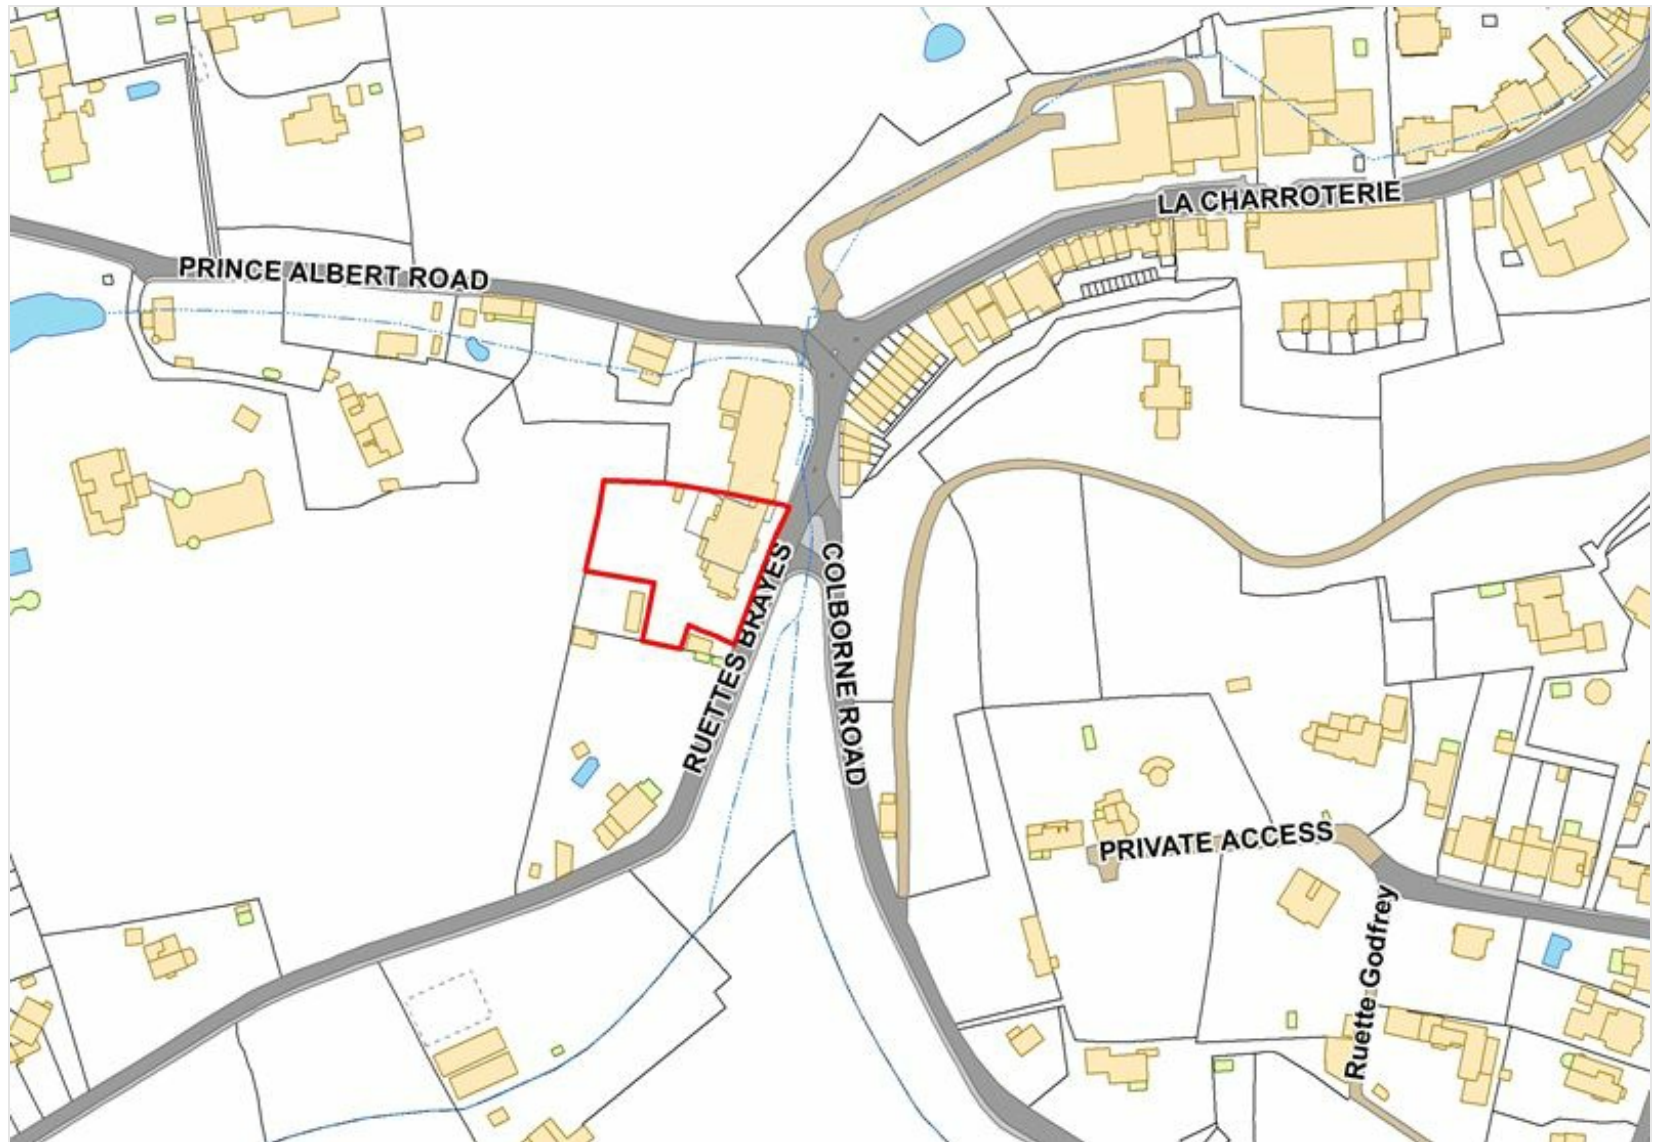 LA CHARROTERIE
PRINCE ALBERT ROAD
RUETTES BRAYES
COLBORNE ROAD
PRIVATE ACCESS
Ruette Godfrey